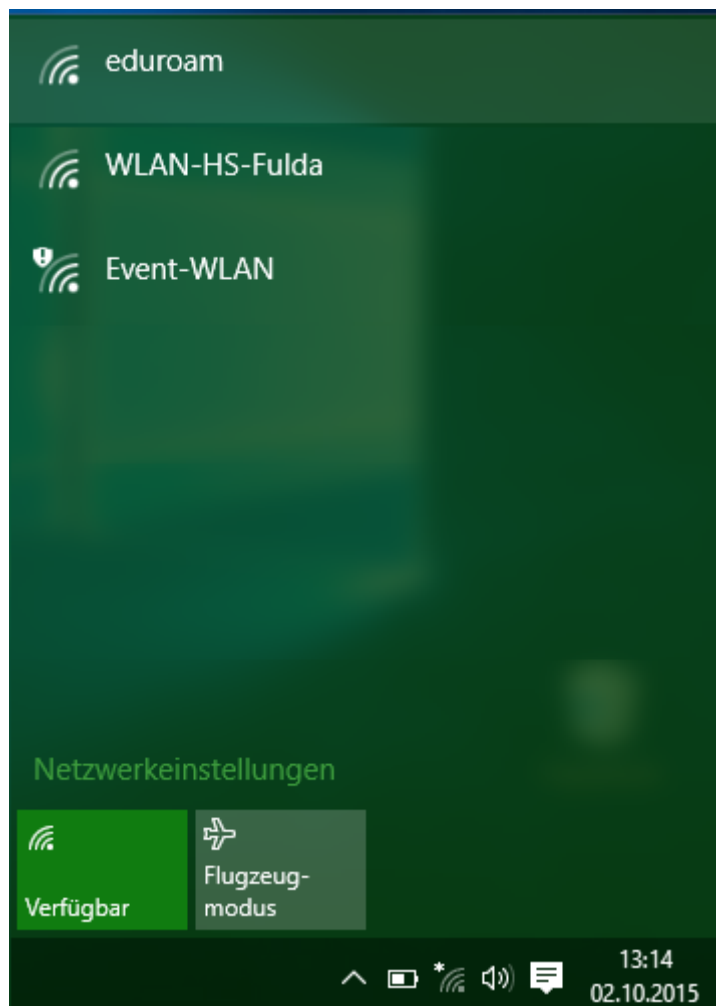 eduroam
WLAN-HS-Fulda
Event-WLAN
Netzwerkeinstellungen
Verfügbar
Flugzeug-
modus
13:14
02.10.2015